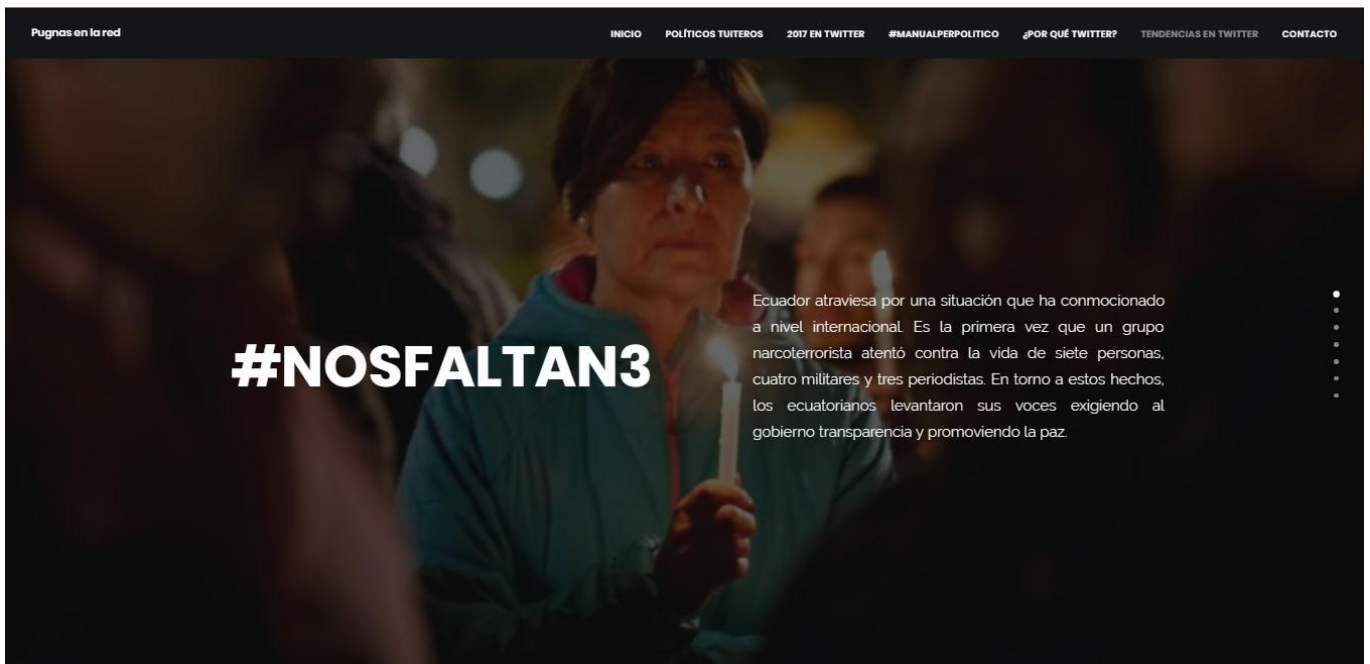 Pugnas en la red
INICIO POLÍTICOS TUITEROS 2017 EN TWITTER #MANUALPERPOLITICO ¿POR QUÉ TWITTER? TENDENCIAS EN TWITTER CONTACTO
#NOSFALTAN3
Ecuador atraviesa por una situación que ha conmocionado
a nivel internacional. Es la primera vez que un grupo
narcoterrorista atentó contra la vida de siete personas,
cuatro militares y tres periodistas. En torno a estos hechos,
los ecuatorianos levantaron sus voces exigiendo al
gobierno transparencia y promoviendo la paz.